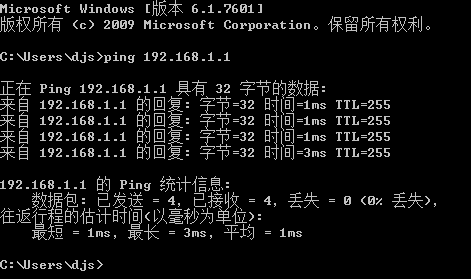 Microsoft Windows [版本 6.1.7601]
版权所有 (c) 2009 Microsoft Corporation。保留所有权利。
C:\Users\djs>ping 192.168.1.1
正在 Ping 192.168.1.1 具有 32 字节的数据:
来自 192.168.1.1 的回复: 字节=32 时间=1ms TTL=255
来自 192.168.1.1 的回复: 字节=32 时间=1ms TTL=255
来自 192.168.1.1 的回复: 字节=32 时间=1ms TTL=255
来自 192.168.1.1 的回复: 字节=32 时间=3ms TTL=255
192.168.1.1 的 Ping 统计信息:
数据包: 已发送 = 4, 已接收 = 4, 丢失 = 0 (0% 丢失),
往返行程的估计时间(以毫秒为单位):
最短 = 1ms, 最长 = 3ms, 平均 = 1ms
C:\Users\djs>